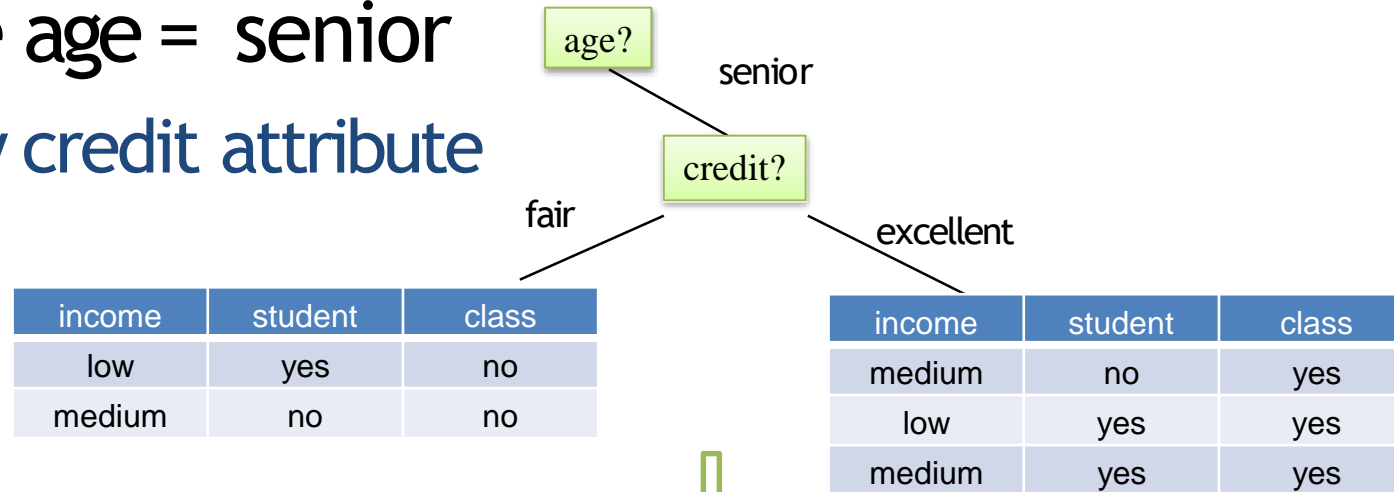 age = senior
credit attribute
age?
senior
credit?
fair
excellent
income student class
low yes no
medium no no
income student class
medium no yes
low yes yes
medium yes yes